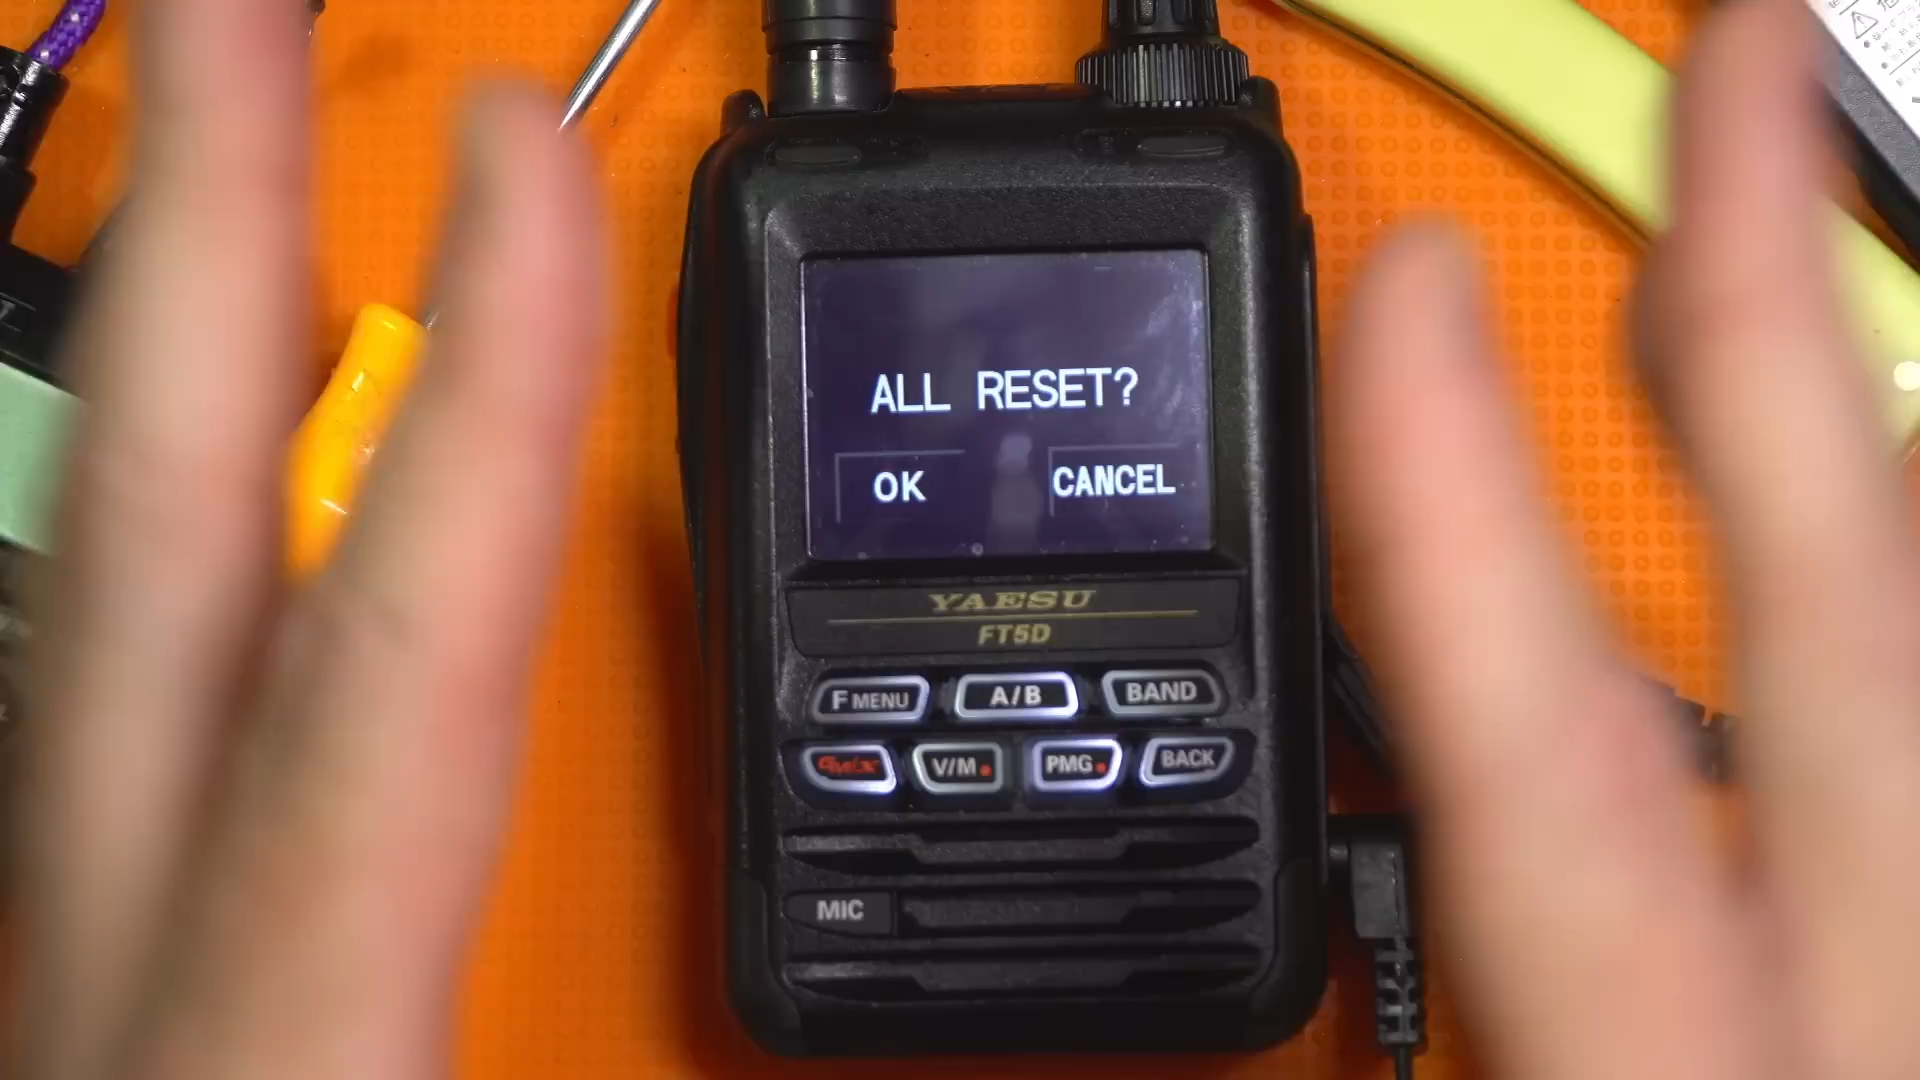 ALL RESET?
OK CANCEL
YAESU
FT5D
F MENU A/B BAND
V/M PMG BACK
MIC